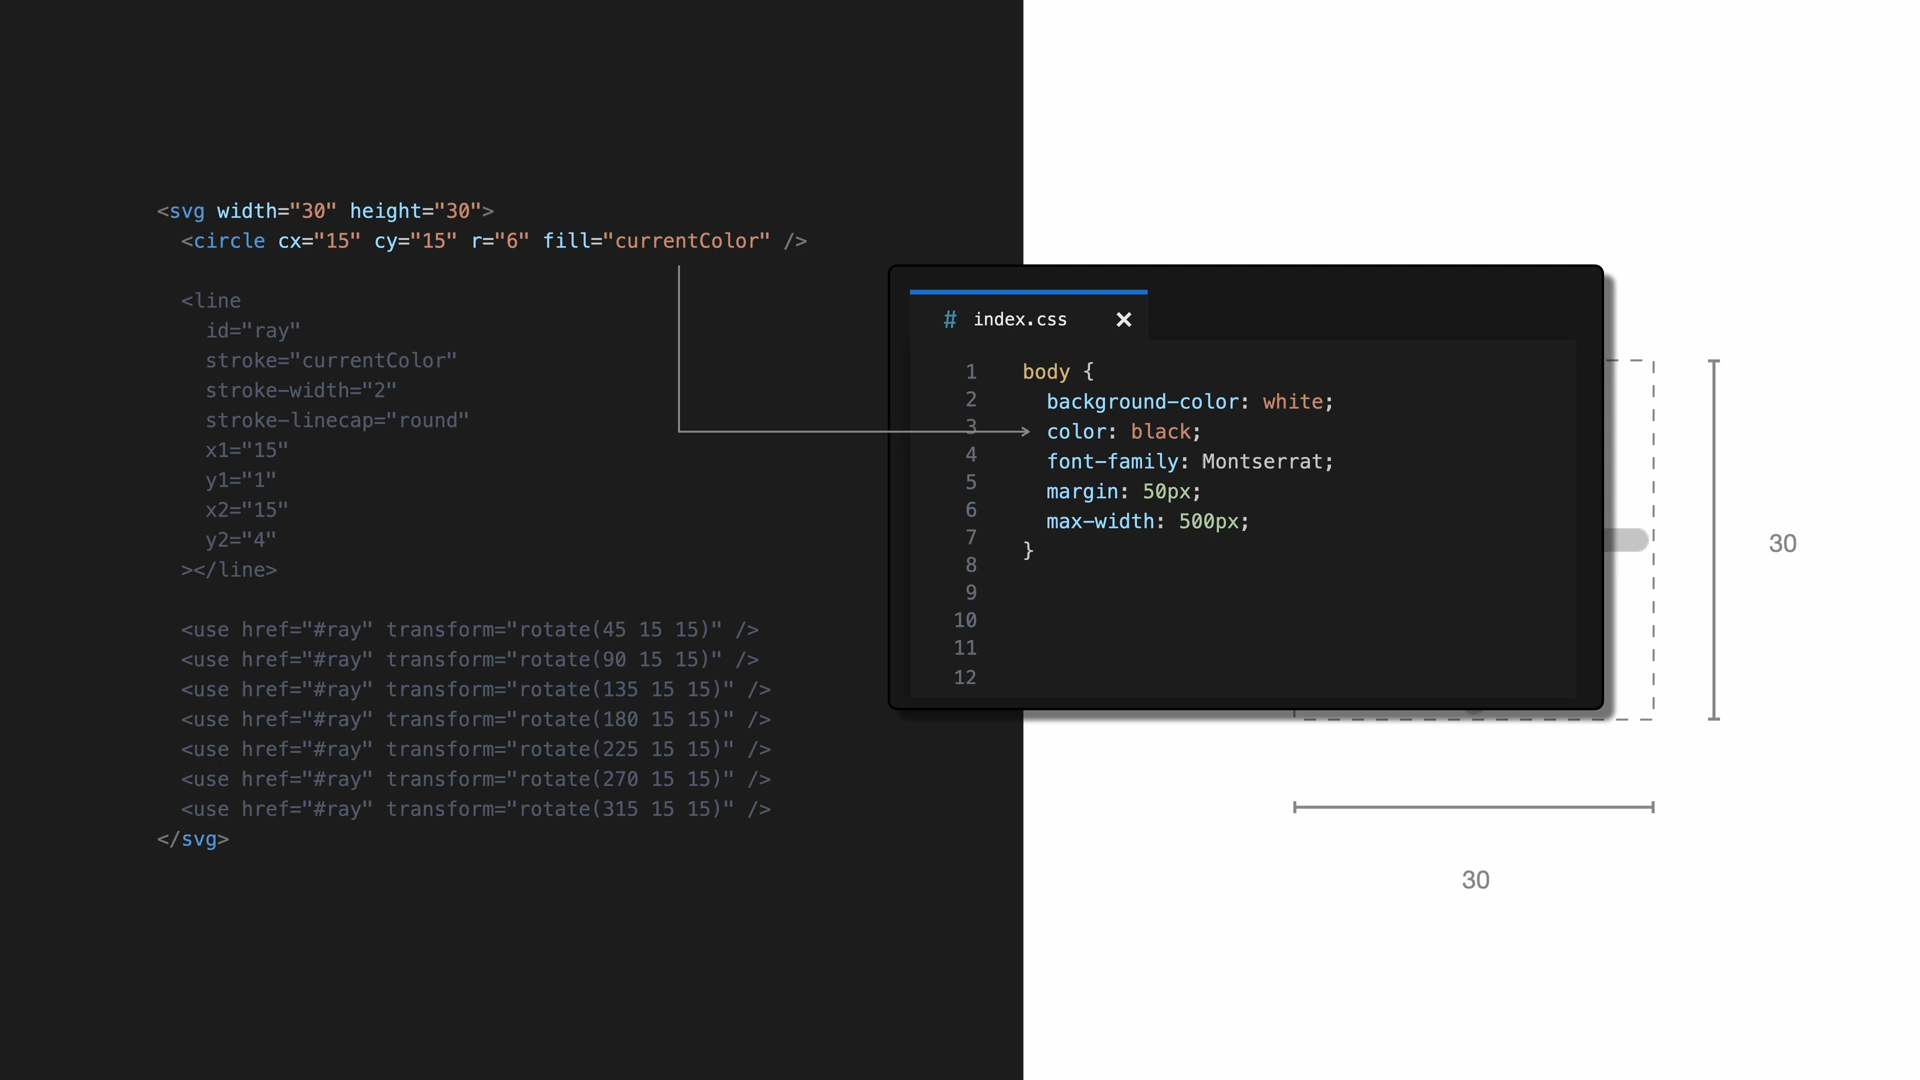 <svg width="30" height="30">
  <circle cx="15" cy="15" r="6" fill="currentColor" />
  <line
    id="ray"
    stroke="currentColor"
    stroke-width="2"
    stroke-linecap="round"
    x1="15"
    y1="1"
    x2="15"
    y2="4"
  ></line>
  <use href="#ray" transform="rotate(45 15 15)" />
  <use href="#ray" transform="rotate(90 15 15)" />
  <use href="#ray" transform="rotate(135 15 15)" />
  <use href="#ray" transform="rotate(180 15 15)" />
  <use href="#ray" transform="rotate(225 15 15)" />
  <use href="#ray" transform="rotate(270 15 15)" />
  <use href="#ray" transform="rotate(315 15 15)" />
</svg>
# index.css ×
1 body {
2   background-color: white;
3   color: black;
4   font-family: Montserrat;
5   margin: 50px;
6   max-width: 500px;
7 }
8
9
10
11
12
30
30